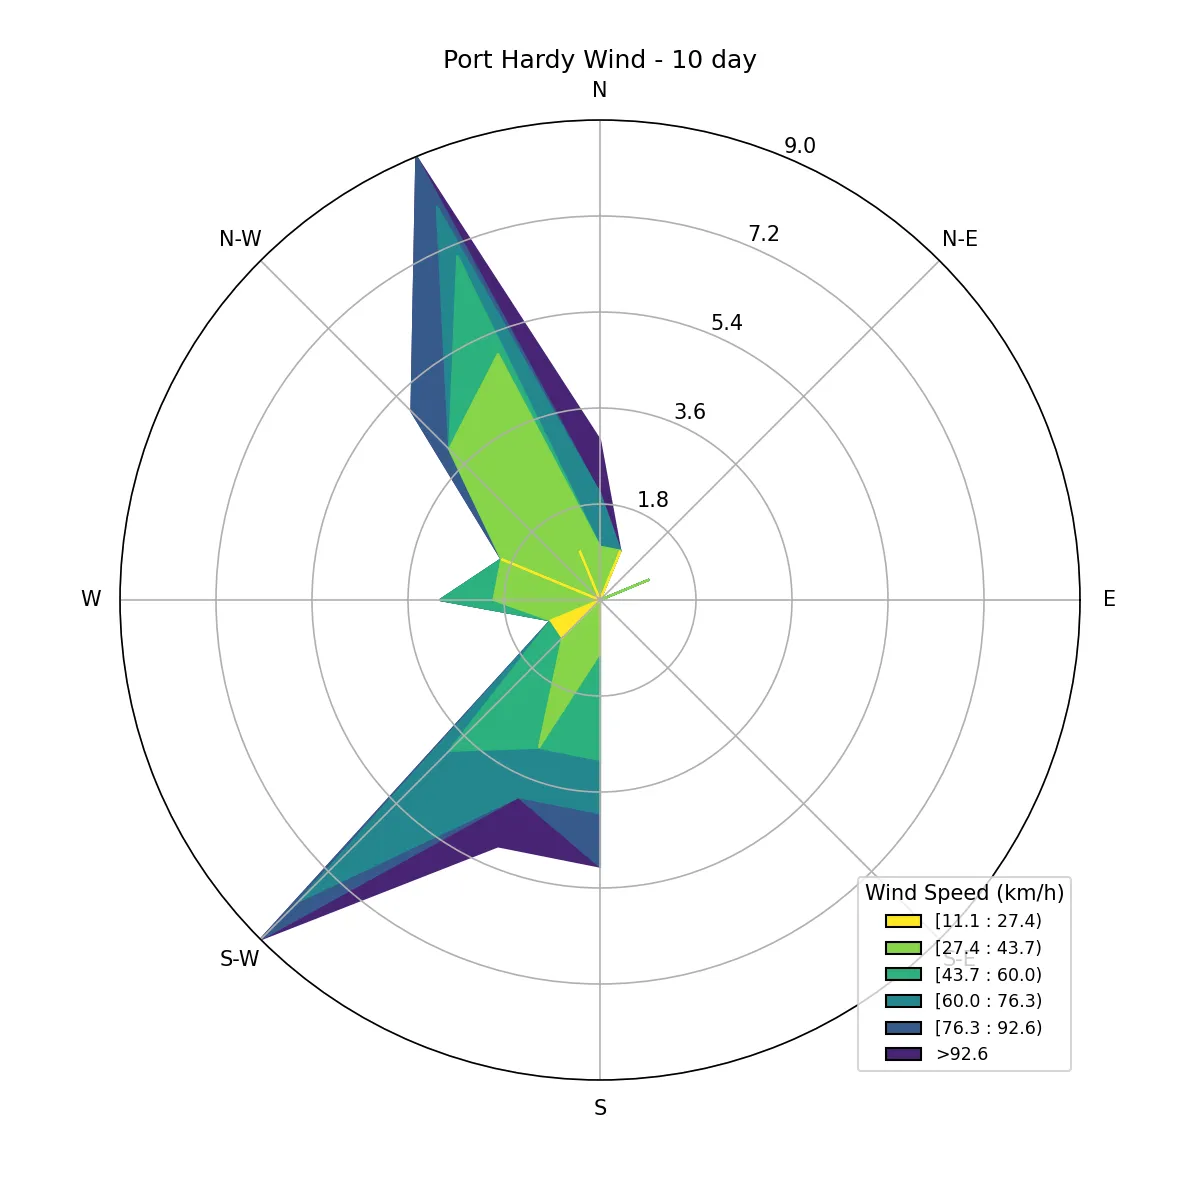 Port Hardy Wind - 10 day
N
9.0
N-W
N-E
7.2
5.4
3.6
1.8
W
E
Wind Speed (km/h)
[11.1 : 27.4)
[27.4 : 43.7)
S-W
S-E
[43.7 : 60.0)
[60.0 : 76.3)
[76.3 : 92.6)
>92.6
S